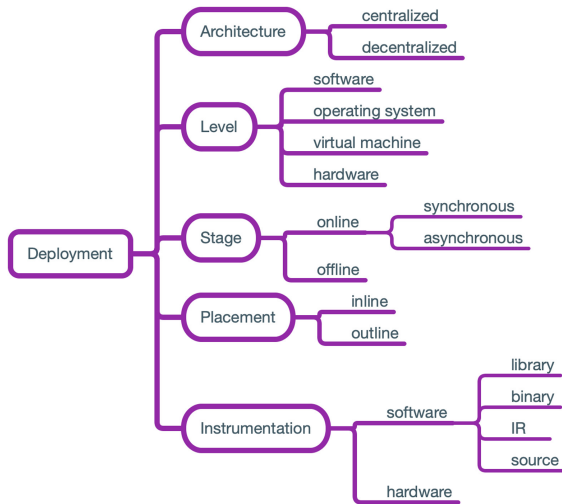 Deployment
Architecture
centralized
decentralized
Level
software
operating system
virtual machine
hardware
Stage
online
synchronous
asynchronous
offline
Placement
inline
outline
Instrumentation
software
library
binary
IR
source
hardware